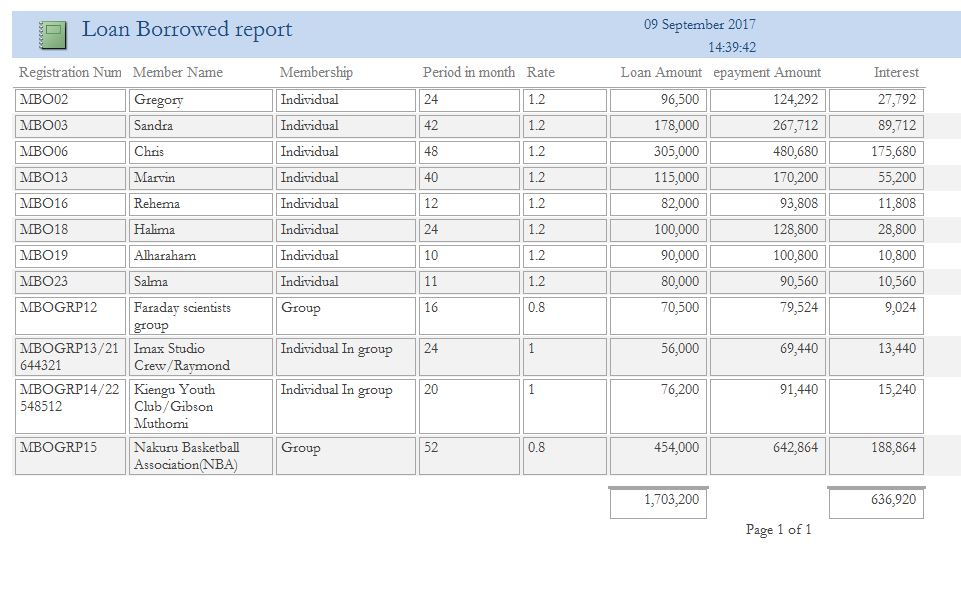 Loan Borrowed report
09 September 2017
14:39:42
Registration Num Member Name Membership Period in month Rate Loan Amount epayment Amount Interest
MBO02 Gregory Individual 24 1.2 96,500 124,292 27,792
MBO03 Sandra Individual 42 1.2 178,000 267,712 89,712
MBO06 Chris Individual 48 1.2 305,000 480,680 175,680
MBO13 Marvin Individual 40 1.2 115,000 170,200 55,200
MBO16 Rehema Individual 12 1.2 82,000 93,808 11,808
MBO18 Halima Individual 24 1.2 100,000 128,800 28,800
MBO19 Alharaham Individual 10 1.2 90,000 100,800 10,800
MBO23 Salma Individual 11 1.2 80,000 90,560 10,560
MBOGRP12 Faraday scientists Group 16 0.8 70,500 79,524 9,024
group
MBOGRP13/21 Imax Studio Individual In group 24 1 56,000 69,440 13,440
644321 Crew/Raymond
MBOGRP14/22 Kiengu Youth Individual In group 20 1 76,200 91,440 15,240
548512 Club/Gibson
Muthomi
MBOGRP15 Nakuru Basketball Group 52 0.8 454,000 642,864 188,864
Association(NBA)
1,703,200 636,920
Page 1 of 1